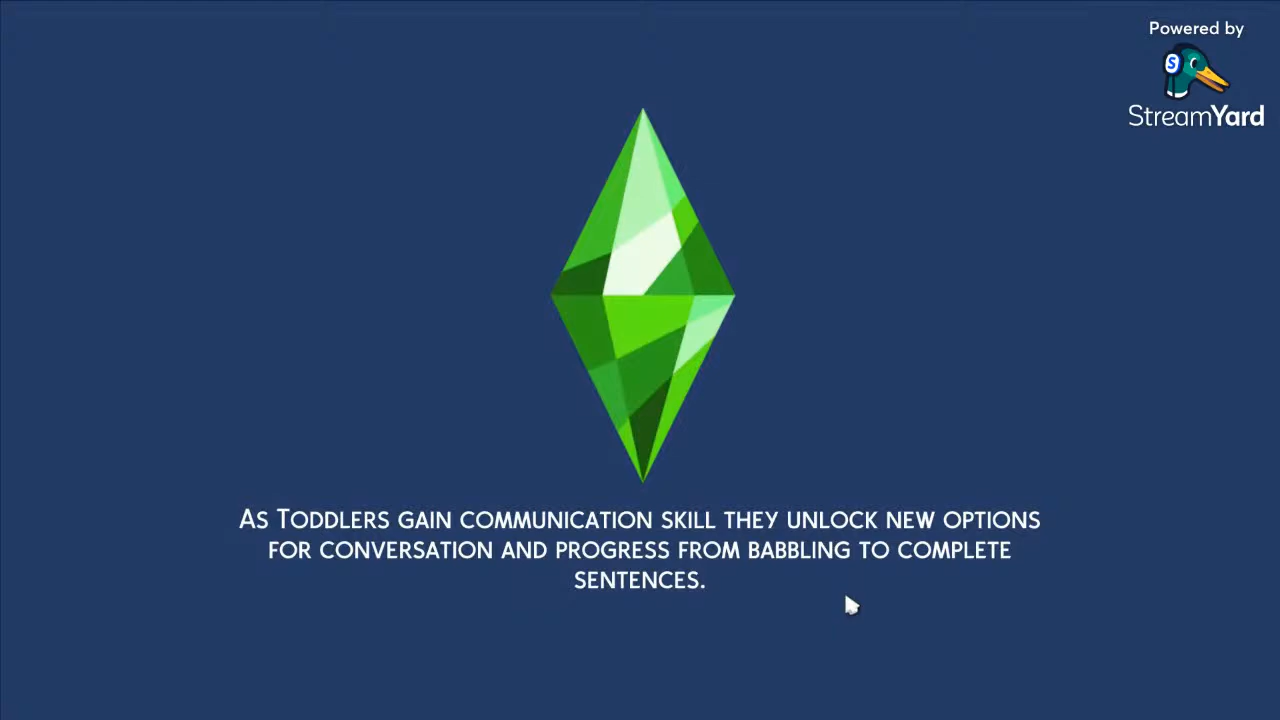 Powered by
S
StreamYard
As Toddlers gain communication skill they unlock new options
for conversation and progress from babbling to complete
sentences.